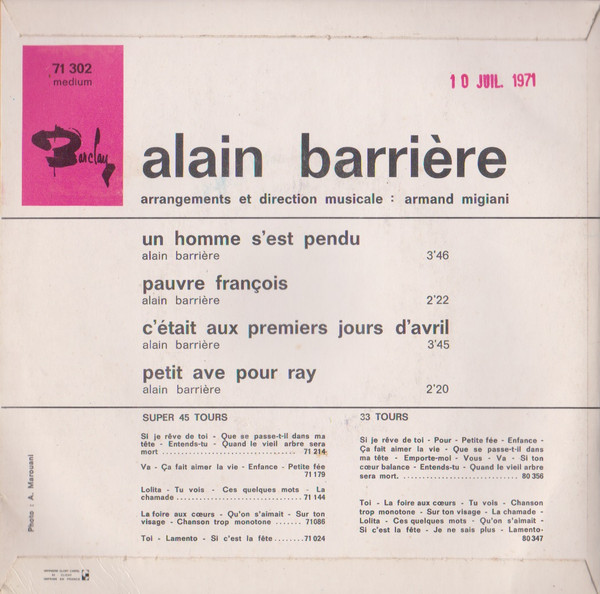 71 302
medium
10 JUIL. 1971
Barclay
alain barrière
arrangements et direction musicale : armand migiani
un homme s'est pendu
alain barrière 3'46
pauvre françois
alain barrière 2'22
c'était aux premiers jours d'avril
alain barrière 3'45
petit ave pour ray
alain barrière 2'20
SUPER 45 TOURS
Si je rêve de toi - Que se passe-t-il dans ma
tête - Entends-tu - Quand le vieil arbre sera
mort 71 214
Va - Ça fait aimer la vie - Enfance - Petite fée
71 179
Lolita - Tu vois - Ces quelques mots - La
chamade 71 144
La foire aux cœurs - Qu'on s'aimait - Sur ton
visage - Chanson trop monotone 71086
Toi - Lamento - Si c'est la fête 71 024
33 TOURS
Si je rêve de toi - Pour - Petite fée - Enfance -
Ça fait aimer la vie - Que se passe-t-il dans ma
tête - Emporte-moi - Vous - Va - Si ton
cœur balance - Entends-tu - Quand le vieil arbre
sera mort. 80 356
Toi - La foire aux cœurs - Tu vois - Chanson
trop monotone - Sur ton visage - La chamade -
Lolita - Ces quelques mots - Qu'on s'aimait -
Si c'est la fête - Je ne sais plus - Lamento-
80 347
Photo : A. Marouani